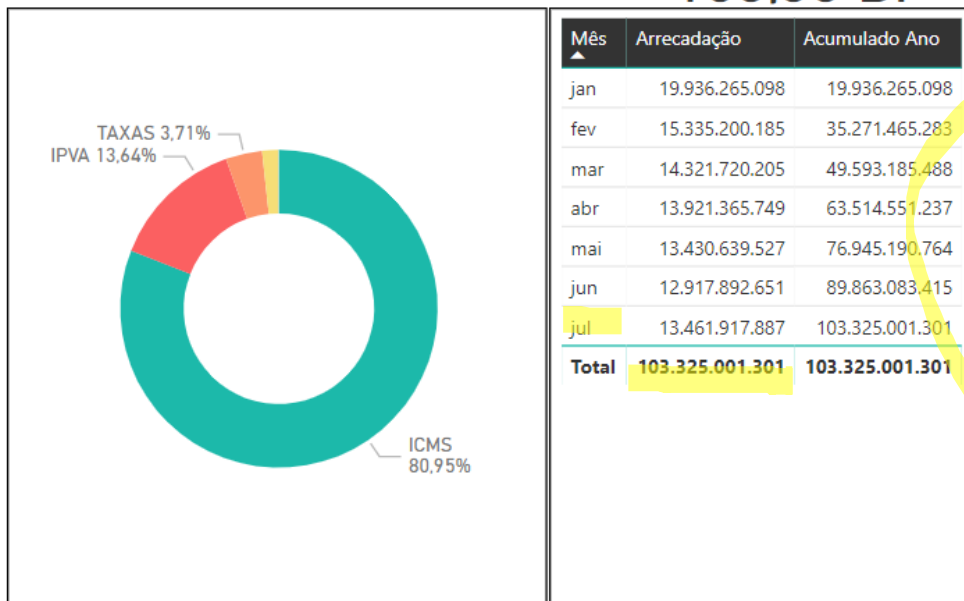 TAXAS 3,71%
IPVA 13,64%
ICMS
80,95%
Mês Arrecadação Acumulado Ano
jan 19.936.265.098 19.936.265.098
fev 15.335.200.185 35.271.465.283
mar 14.321.720.205 49.593.185.488
abr 13.921.365.749 63.514.551.237
mai 13.430.639.527 76.945.190.764
jun 12.917.892.651 89.863.083.415
jul 13.461.917.887 103.325.001.301
Total 103.325.001.301 103.325.001.301